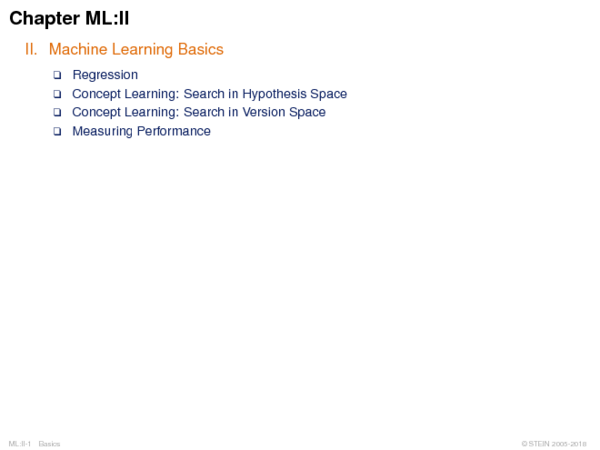 Chapter ML:II
II. Machine Learning Basics
❑ Regression
❑ Concept Learning: Search in Hypothesis Space
❑ Concept Learning: Search in Version Space
❑ Measuring Performance
ML:II-1 Basics © STEIN 2005-2018